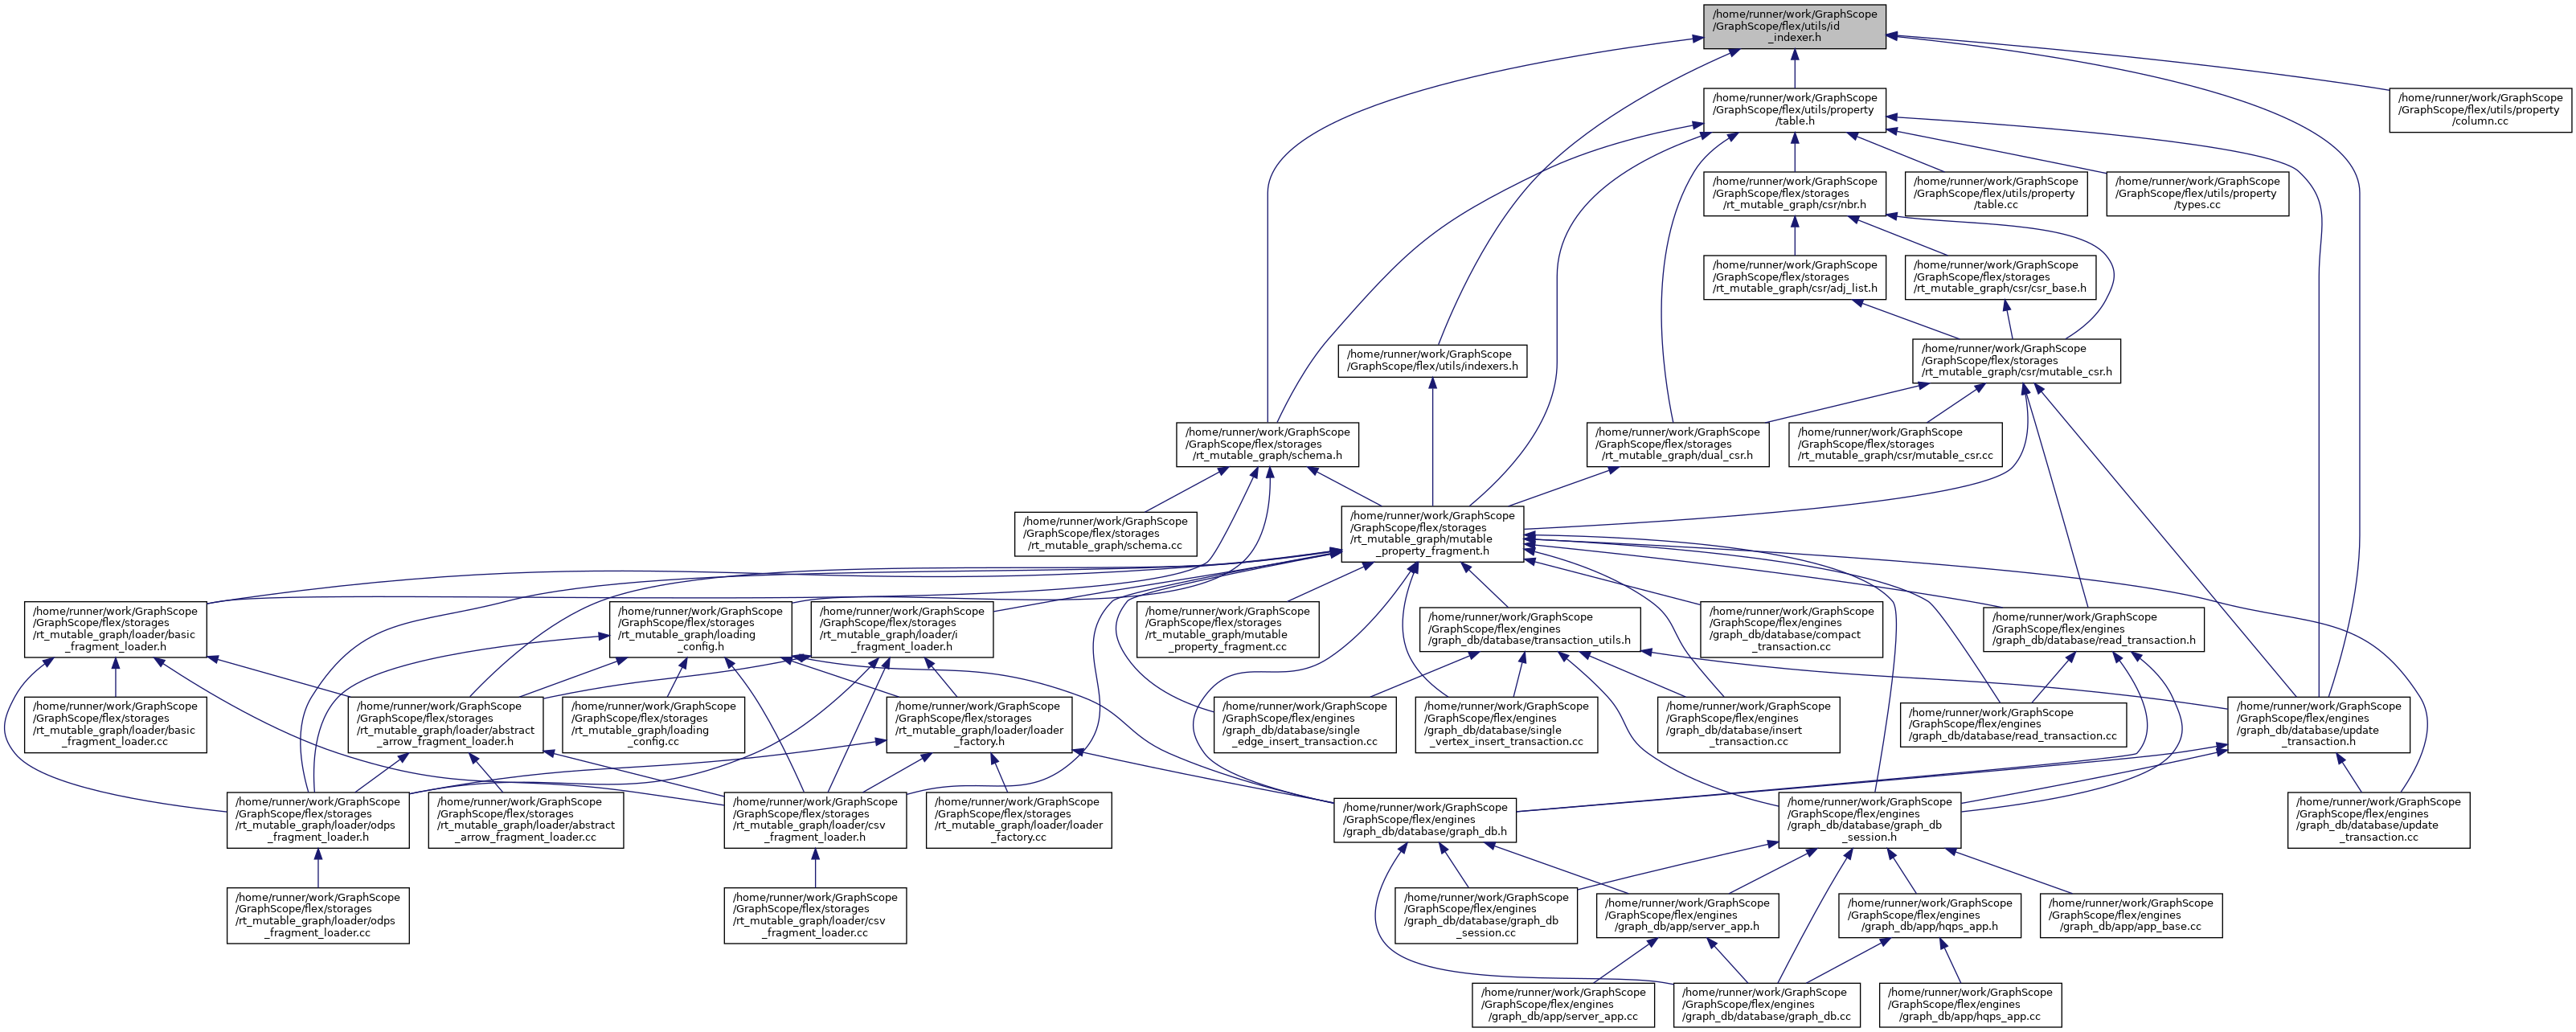 /home/runner/work/GraphScope
/GraphScope/flex/utils/id
_indexer.h
/home/runner/work/GraphScope
/GraphScope/flex/utils/property
/table.h
/home/runner/work/GraphScope
/GraphScope/flex/utils/property
/column.cc
/home/runner/work/GraphScope
/GraphScope/flex/storages
/rt_mutable_graph/csr/nbr.h
/home/runner/work/GraphScope
/GraphScope/flex/utils/property
/table.cc
/home/runner/work/GraphScope
/GraphScope/flex/utils/property
/types.cc
/home/runner/work/GraphScope
/GraphScope/flex/storages
/rt_mutable_graph/csr/adj_list.h
/home/runner/work/GraphScope
/GraphScope/flex/storages
/rt_mutable_graph/csr/csr_base.h
/home/runner/work/GraphScope
/GraphScope/flex/utils/indexers.h
/home/runner/work/GraphScope
/GraphScope/flex/storages
/rt_mutable_graph/csr/mutable_csr.h
/home/runner/work/GraphScope
/GraphScope/flex/storages
/rt_mutable_graph/schema.h
/home/runner/work/GraphScope
/GraphScope/flex/storages
/rt_mutable_graph/dual_csr.h
/home/runner/work/GraphScope
/GraphScope/flex/storages
/rt_mutable_graph/csr/mutable_csr.cc
/home/runner/work/GraphScope
/GraphScope/flex/storages
/rt_mutable_graph/schema.cc
/home/runner/work/GraphScope
/GraphScope/flex/storages
/rt_mutable_graph/mutable
_property_fragment.h
/home/runner/work/GraphScope
/GraphScope/flex/storages
/rt_mutable_graph/loader/basic
_fragment_loader.h
/home/runner/work/GraphScope
/GraphScope/flex/storages
/rt_mutable_graph/loading
_config.h
/home/runner/work/GraphScope
/GraphScope/flex/storages
/rt_mutable_graph/loader/i
_fragment_loader.h
/home/runner/work/GraphScope
/GraphScope/flex/storages
/rt_mutable_graph/mutable
_property_fragment.cc
/home/runner/work/GraphScope
/GraphScope/flex/engines
/graph_db/database/transaction_utils.h
/home/runner/work/GraphScope
/GraphScope/flex/engines
/graph_db/database/compact
_transaction.cc
/home/runner/work/GraphScope
/GraphScope/flex/engines
/graph_db/database/read_transaction.h
/home/runner/work/GraphScope
/GraphScope/flex/storages
/rt_mutable_graph/loader/basic
_fragment_loader.cc
/home/runner/work/GraphScope
/GraphScope/flex/storages
/rt_mutable_graph/loader/abstract
_arrow_fragment_loader.h
/home/runner/work/GraphScope
/GraphScope/flex/storages
/rt_mutable_graph/loading
_config.cc
/home/runner/work/GraphScope
/GraphScope/flex/storages
/rt_mutable_graph/loader/loader
_factory.h
/home/runner/work/GraphScope
/GraphScope/flex/engines
/graph_db/database/single
_edge_insert_transaction.cc
/home/runner/work/GraphScope
/GraphScope/flex/engines
/graph_db/database/single
_vertex_insert_transaction.cc
/home/runner/work/GraphScope
/GraphScope/flex/engines
/graph_db/database/insert
_transaction.cc
/home/runner/work/GraphScope
/GraphScope/flex/engines
/graph_db/database/read_transaction.cc
/home/runner/work/GraphScope
/GraphScope/flex/engines
/graph_db/database/update
_transaction.h
/home/runner/work/GraphScope
/GraphScope/flex/storages
/rt_mutable_graph/loader/odps
_fragment_loader.h
/home/runner/work/GraphScope
/GraphScope/flex/storages
/rt_mutable_graph/loader/abstract
_arrow_fragment_loader.cc
/home/runner/work/GraphScope
/GraphScope/flex/storages
/rt_mutable_graph/loader/csv
_fragment_loader.h
/home/runner/work/GraphScope
/GraphScope/flex/storages
/rt_mutable_graph/loader/loader
_factory.cc
/home/runner/work/GraphScope
/GraphScope/flex/engines
/graph_db/database/graph_db.h
/home/runner/work/GraphScope
/GraphScope/flex/engines
/graph_db/database/graph_db
_session.h
/home/runner/work/GraphScope
/GraphScope/flex/engines
/graph_db/database/update
_transaction.cc
/home/runner/work/GraphScope
/GraphScope/flex/storages
/rt_mutable_graph/loader/odps
_fragment_loader.cc
/home/runner/work/GraphScope
/GraphScope/flex/storages
/rt_mutable_graph/loader/csv
_fragment_loader.cc
/home/runner/work/GraphScope
/GraphScope/flex/engines
/graph_db/database/graph_db
_session.cc
/home/runner/work/GraphScope
/GraphScope/flex/engines
/graph_db/app/server_app.h
/home/runner/work/GraphScope
/GraphScope/flex/engines
/graph_db/app/hqps_app.h
/home/runner/work/GraphScope
/GraphScope/flex/engines
/graph_db/app/app_base.cc
/home/runner/work/GraphScope
/GraphScope/flex/engines
/graph_db/app/server_app.cc
/home/runner/work/GraphScope
/GraphScope/flex/engines
/graph_db/database/graph_db.cc
/home/runner/work/GraphScope
/GraphScope/flex/engines
/graph_db/app/hqps_app.cc